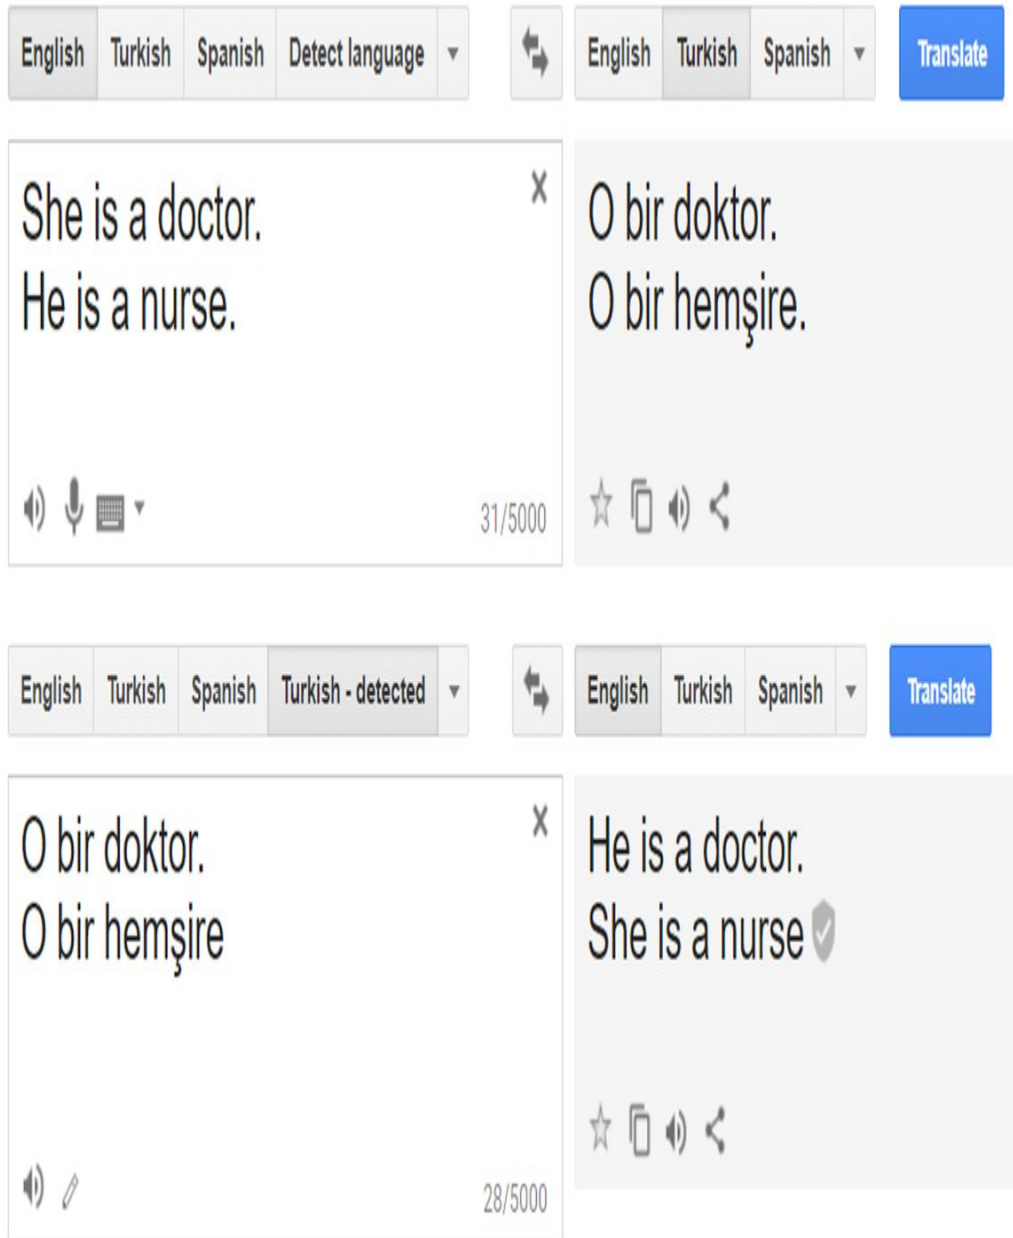 English Turkish Spanish Detect language English Turkish Spanish Translate
She is a doctor.
He is a nurse.
31/5000
O bir doktor.
O bir hemşire.
English Turkish Spanish Turkish - detected English Turkish Spanish Translate
O bir doktor.
O bir hemşire
28/5000
He is a doctor.
She is a nurse